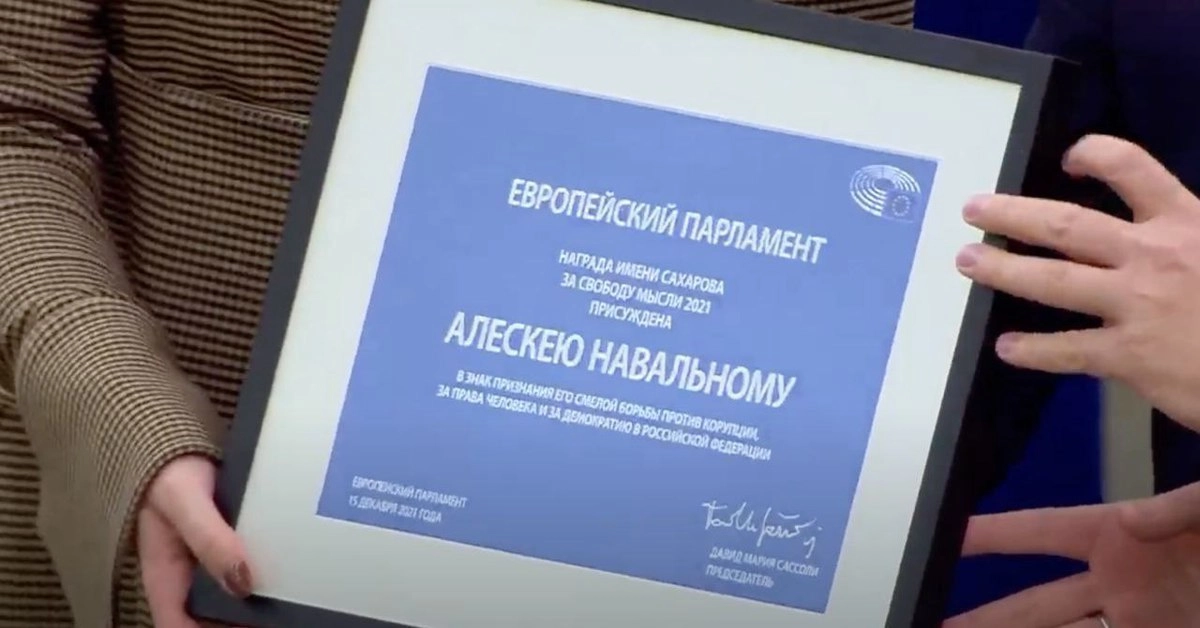 ЕВРОПЕЙСКИЙ ПАРЛАМЕНТ
НАГРАДА ИМЕНИ САХАРОВА
ЗА СВОБОДУ МЫСЛИ 2021
ПРИСУЖДЕНА
АЛЕСКЕЮ НАВАЛЬНОМУ
В ЗНАК ПРИЗНАНИЯ ЕГО СМЕЛОЙ БОРЬБЫ ПРОТИВ КОРУПЦИИ,
ЗА ПРАВА ЧЕЛОВЕКА И ЗА ДЕМОКРАТИЮ В РОССИЙСКОЙ ФЕДЕРАЦИИ
ЕВРОПЕЙСКИЙ ПАРЛАМЕНТ
15 ДЕКАБРЯ 2021 ГОДА
ДАВИД МАРИЯ САССОЛИ
ПРЕДСЕДАТЕЛЬ